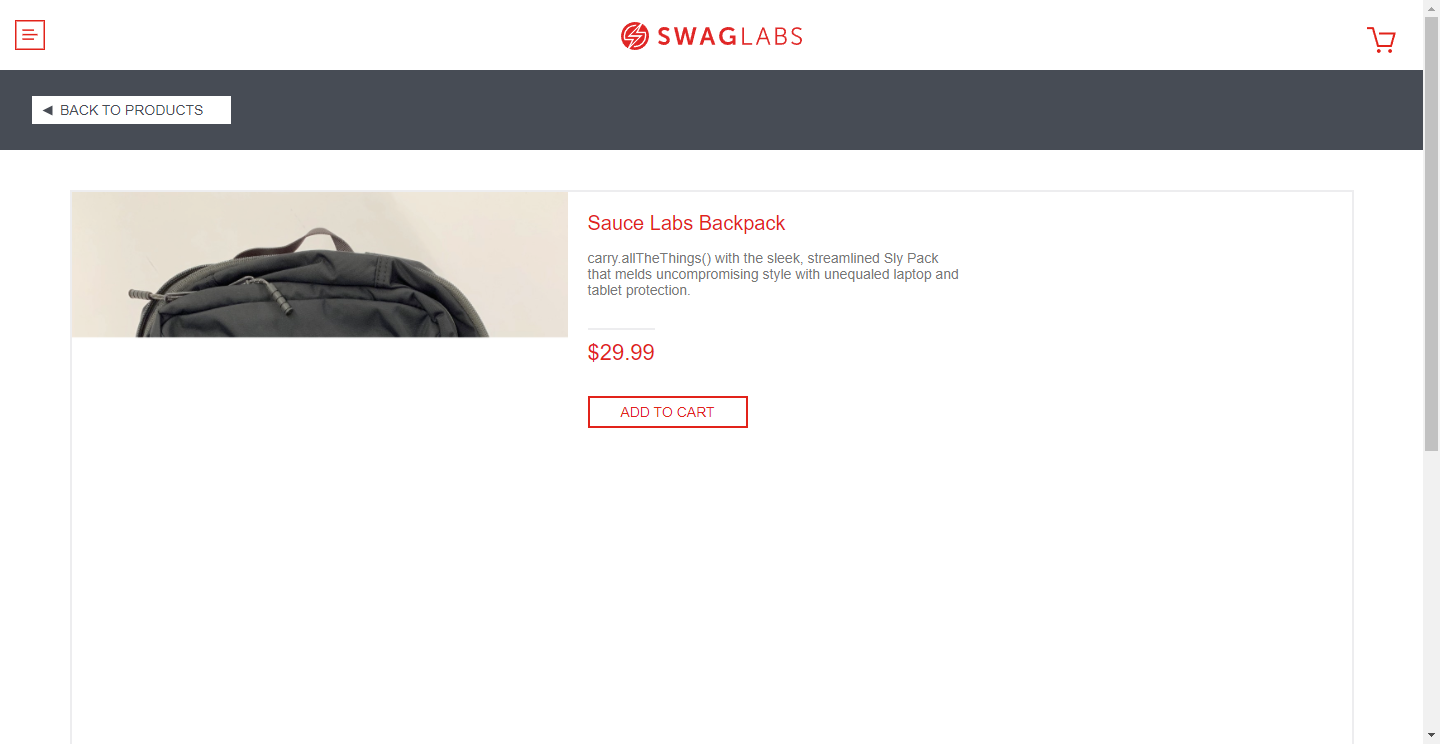 SWAGLABS
BACK TO PRODUCTS
Sauce Labs Backpack
carry.allTheThings() with the sleek, streamlined Sly Pack
that melds uncompromising style with unequaled laptop and
tablet protection.
$29.99
ADD TO CART